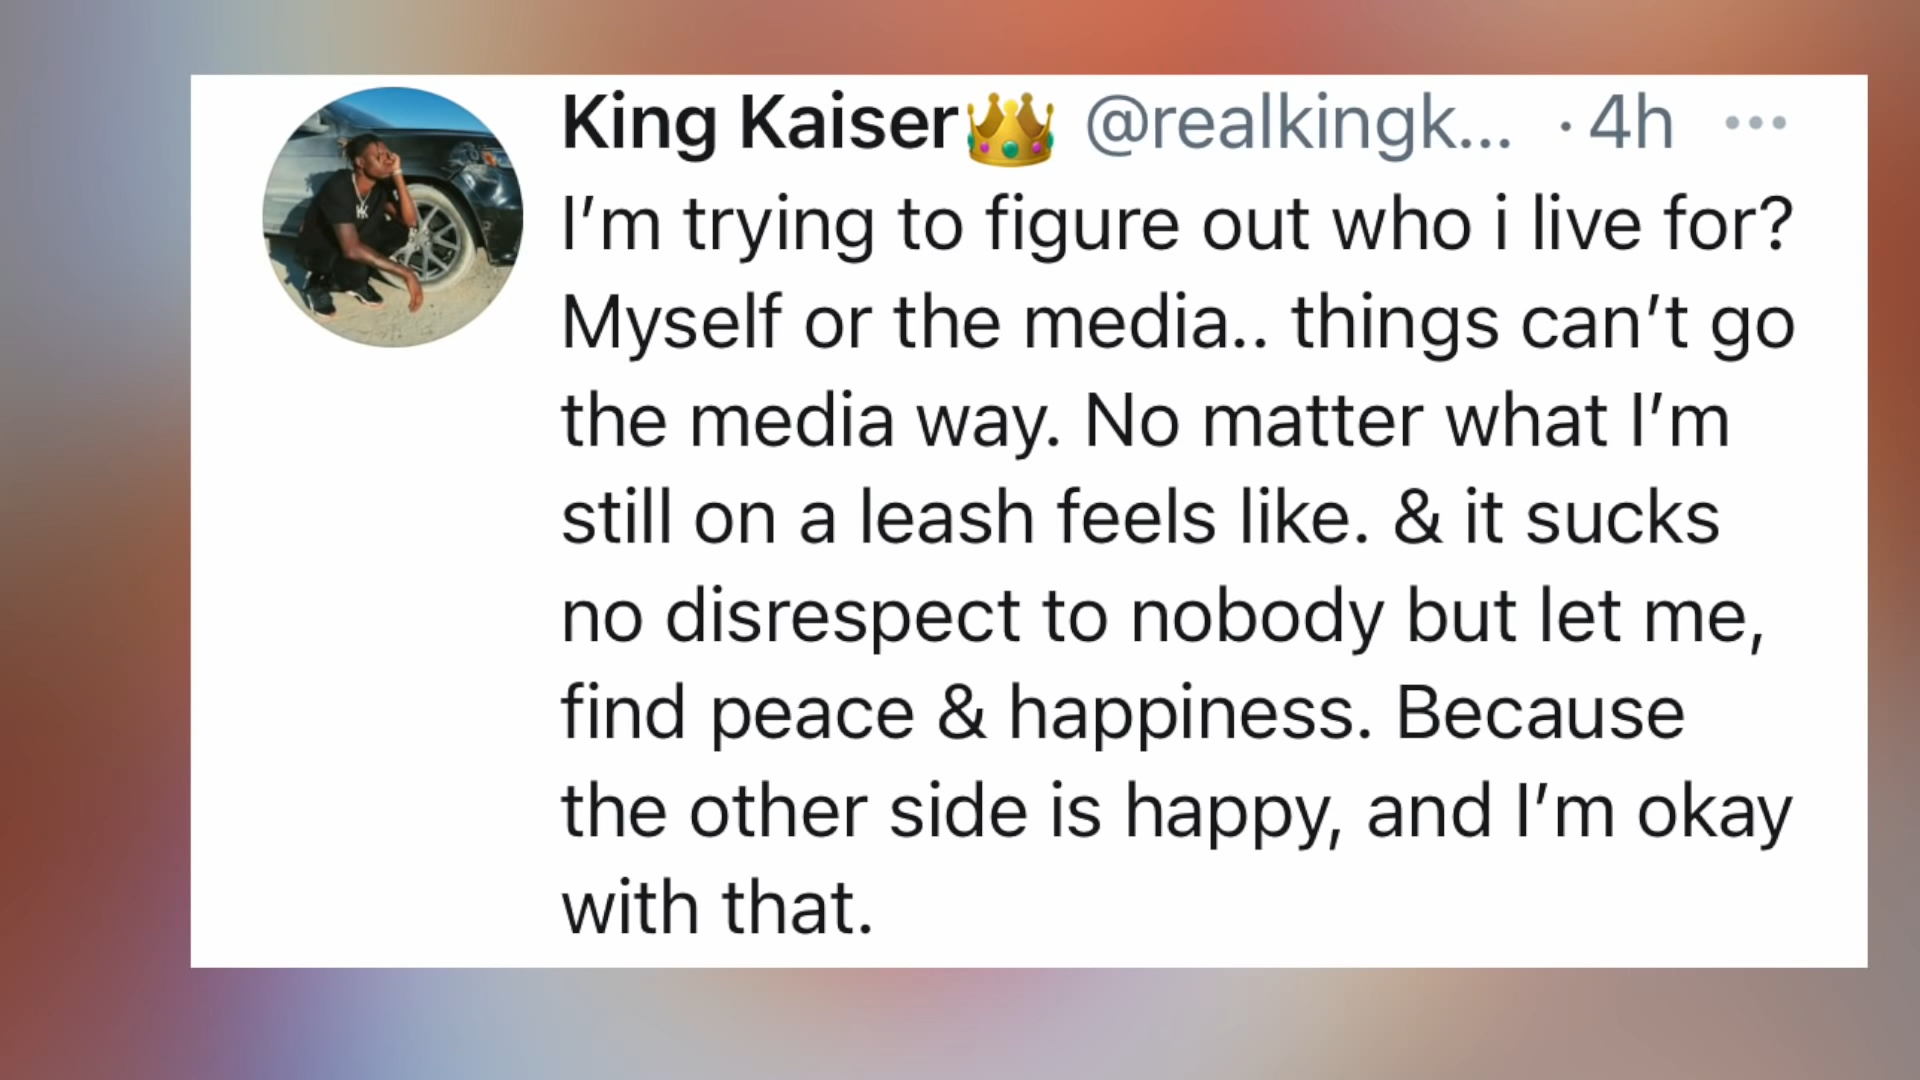 King Kaiser👑 @realkingk... · 4h ...
I’m trying to figure out who i live for?
Myself or the media.. things can’t go
the media way. No matter what I’m
still on a leash feels like. & it sucks
no disrespect to nobody but let me,
find peace & happiness. Because
the other side is happy, and I’m okay
with that.